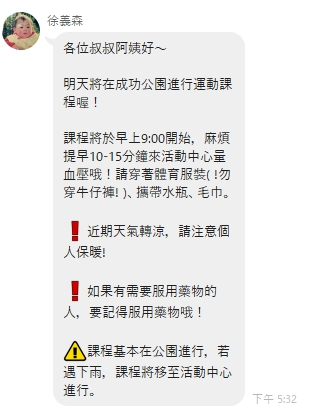 徐義森
各位叔叔阿姨好～
明天將在成功公園進行運動課
程喔！
課程將於早上9:00開始，麻煩
提早10-15分鐘來活動中心量
血壓哦！請穿著體育服裝(！勿
穿牛仔褲！)、攜帶水瓶、毛巾。
❗近期天氣轉涼，請注意個
人保暖!
❗如果有需要服用藥物的
人，要記得服用藥物哦！
⚠課程基本在公園進行，若
遇下雨，課程將移至活動中心
進行。
下午 5:32